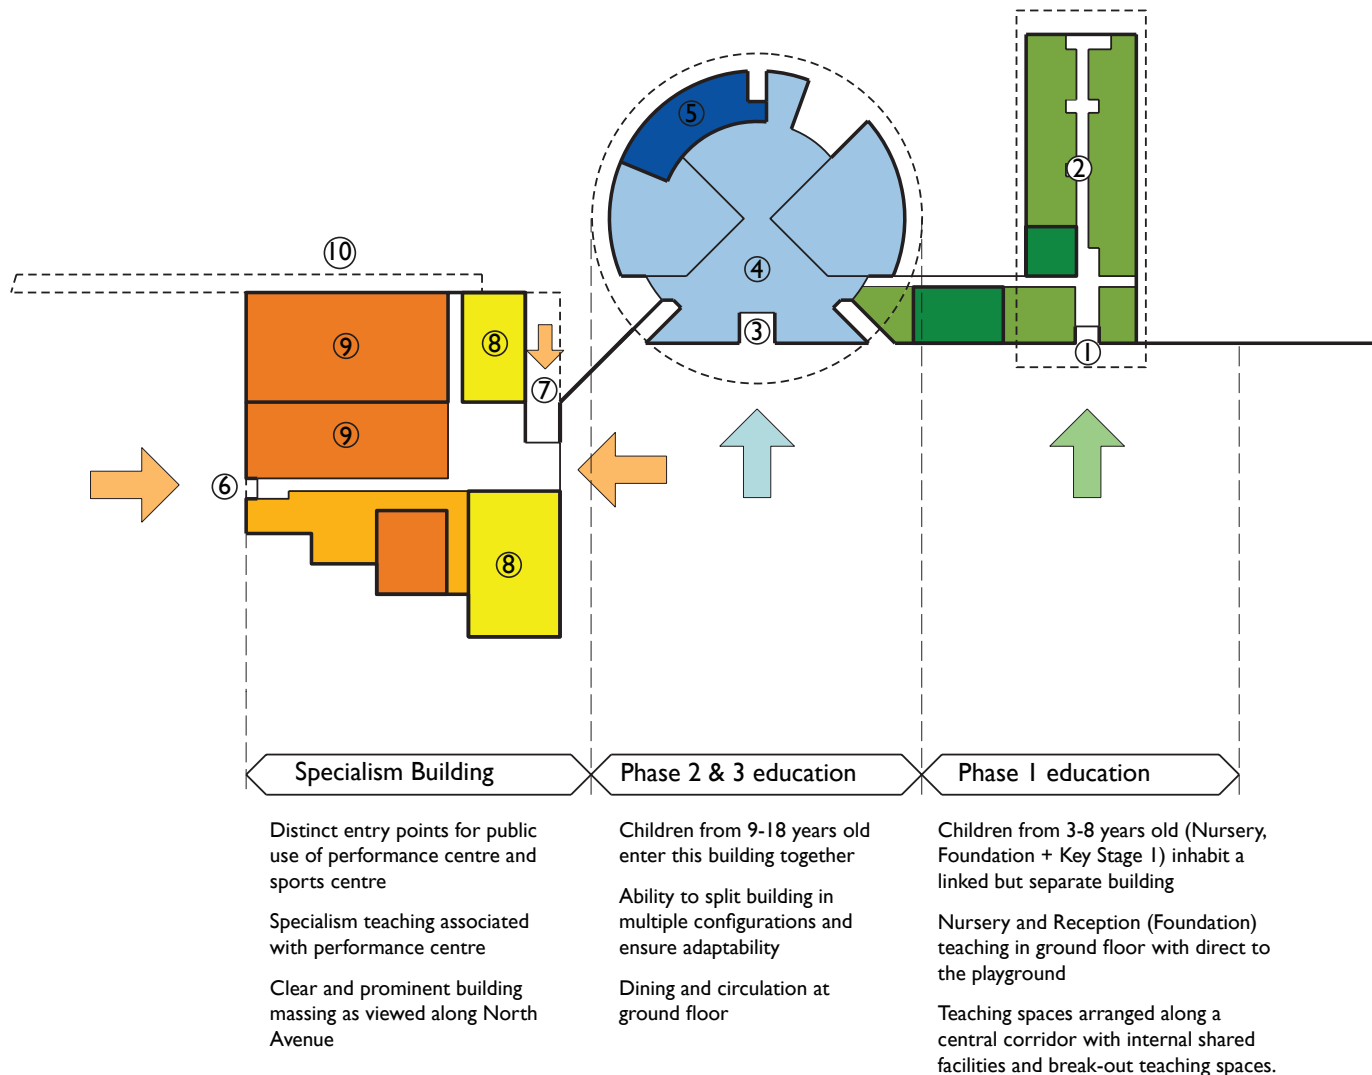 ⑤
②
⑩
④
③
①
⑨
⑧
⑦
⑨
⑥
⑧
Specialism Building
Distinct entry points for public
use of performance centre and
sports centre
Specialism teaching associated
with performance centre
Clear and prominent building
massing as viewed along North
Avenue
Phase 2 & 3 education
Children from 9-18 years old
enter this building together
Ability to split building in
multiple configurations and
ensure adaptability
Dining and circulation at
ground floor
Phase 1 education
Children from 3-8 years old (Nursery,
Foundation + Key Stage 1) inhabit a
linked but separate building
Nursery and Reception (Foundation)
teaching in ground floor with direct to
the playground
Teaching spaces arranged along a
central corridor with internal shared
facilities and break-out teaching spaces.